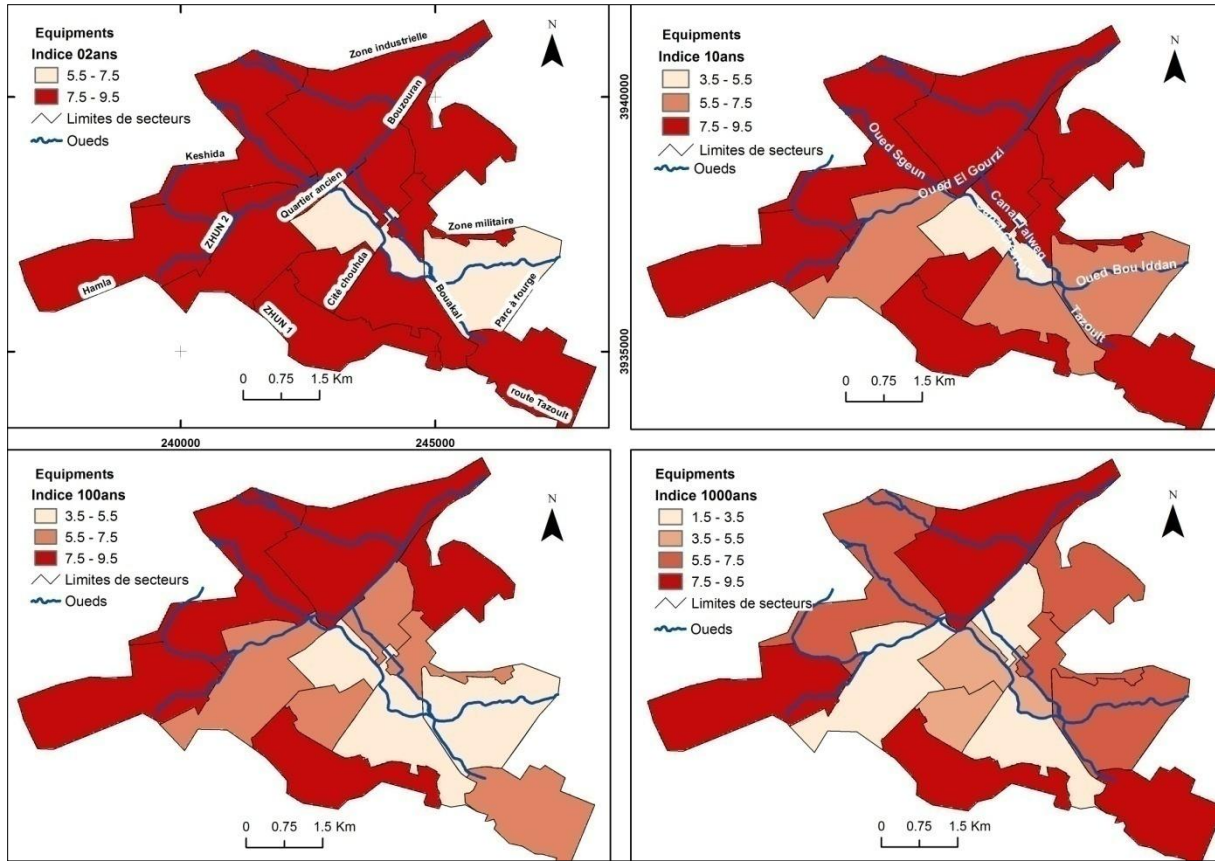 Equipments
Indice 02ans
5.5 - 7.5
7.5 - 9.5
Limites de secteurs
Oueds
N
Zone industrielle
Bouzouran
Keshida
Quartier ancien
ZHUN 2
Zone militaire
Hamla
Cité chouhda
Bouakal
Parc à fourge
ZHUN 1
route Tazoult
0 0.75 1.5 Km
240000
245000
3940000
3935000
Equipments
Indice 10ans
3.5 - 5.5
5.5 - 7.5
7.5 - 9.5
Limites de secteurs
Oueds
N
Oued Sgeun
Oued El Gourzi
Canal Talweg
Oued Bou Iddan
Tazoult
0 0.75 1.5 Km
Equipments
Indice 100ans
3.5 - 5.5
5.5 - 7.5
7.5 - 9.5
Limites de secteurs
Oueds
N
0 0.75 1.5 Km
Equipments
Indice 1000ans
1.5 - 3.5
3.5 - 5.5
5.5 - 7.5
7.5 - 9.5
Limites de secteurs
Oueds
N
0 0.75 1.5 Km